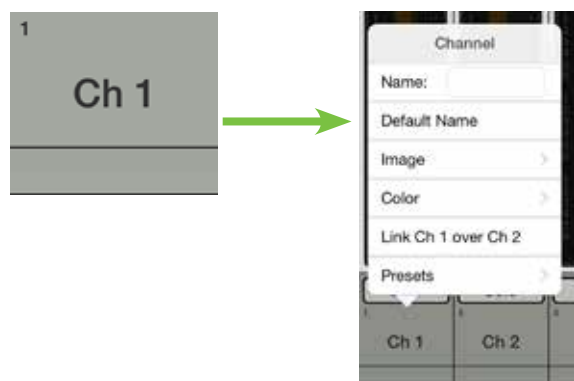 1
Ch 1
Channel
Name:
Default Name
Image
Color
Link Ch 1 over Ch 2
Presets
Ch 1
Ch 2